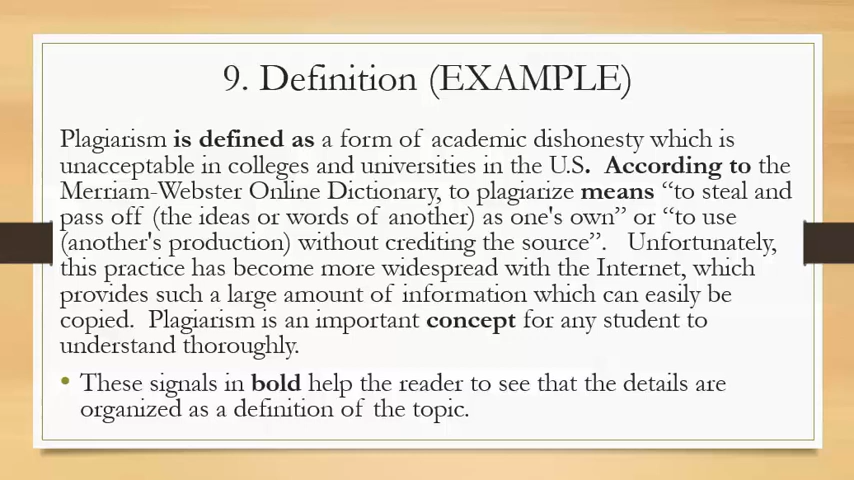 9. Definition (EXAMPLE)
Plagiarism is defined as a form of academic dishonesty which is
unacceptable in colleges and universities in the U.S.  According to the
Merriam-Webster Online Dictionary, to plagiarize means “to steal and
pass off (the ideas or words of another) as one's own” or “to use
(another's production) without crediting the source”.   Unfortunately,
this practice has become more widespread with the Internet, which
provides such a large amount of information which can easily be
copied.  Plagiarism is an important concept for any student to
understand thoroughly.
• These signals in bold help the reader to see that the details are
organized as a definition of the topic.